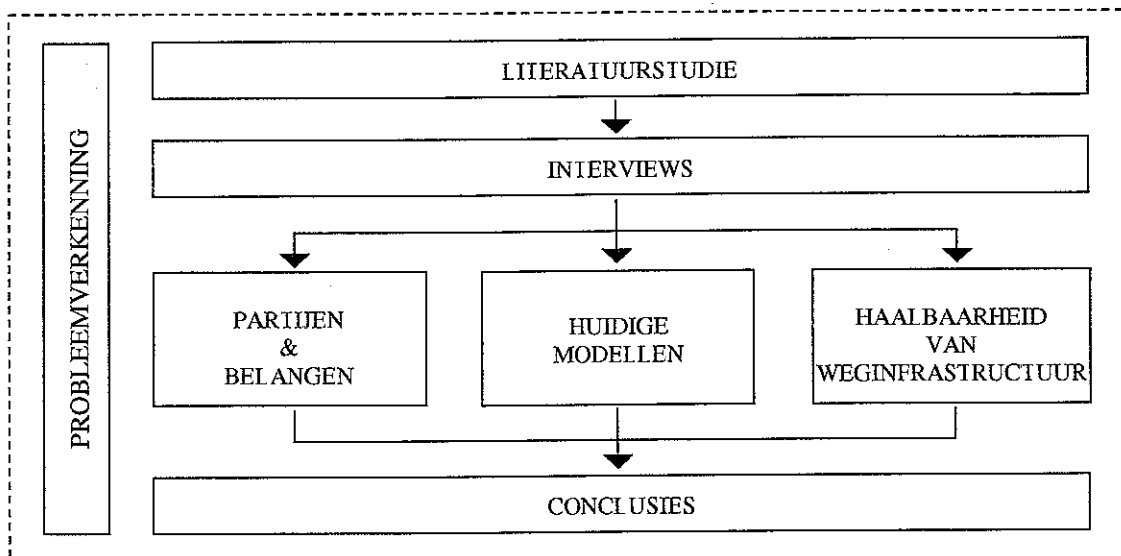 PROBLEEMVERKENNING
LITERATUURSTUDIE
INTERVIEWS
PARTIJEN
&
BELANGEN
HUIDIGE
MODELLEN
HAALBAARHEID
VAN
WEGINFRASTRUCTUUR
CONCLUSIES